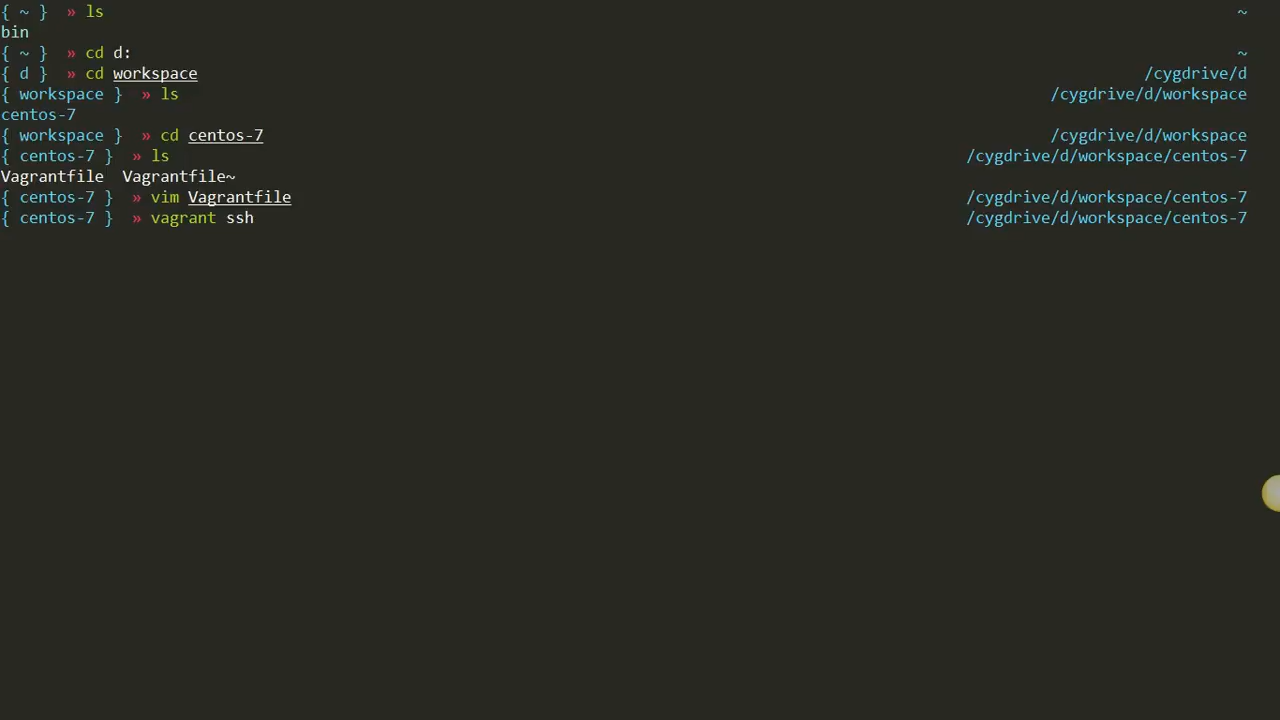 { ~ } » ls ~
bin
{ ~ } » cd d: ~
{ d } » cd workspace /cygdrive/d
{ workspace } » ls /cygdrive/d/workspace
centos-7
{ workspace } » cd centos-7 /cygdrive/d/workspace
{ centos-7 } » ls /cygdrive/d/workspace/centos-7
Vagrantfile Vagrantfile~
{ centos-7 } » vim Vagrantfile /cygdrive/d/workspace/centos-7
{ centos-7 } » vagrant ssh /cygdrive/d/workspace/centos-7